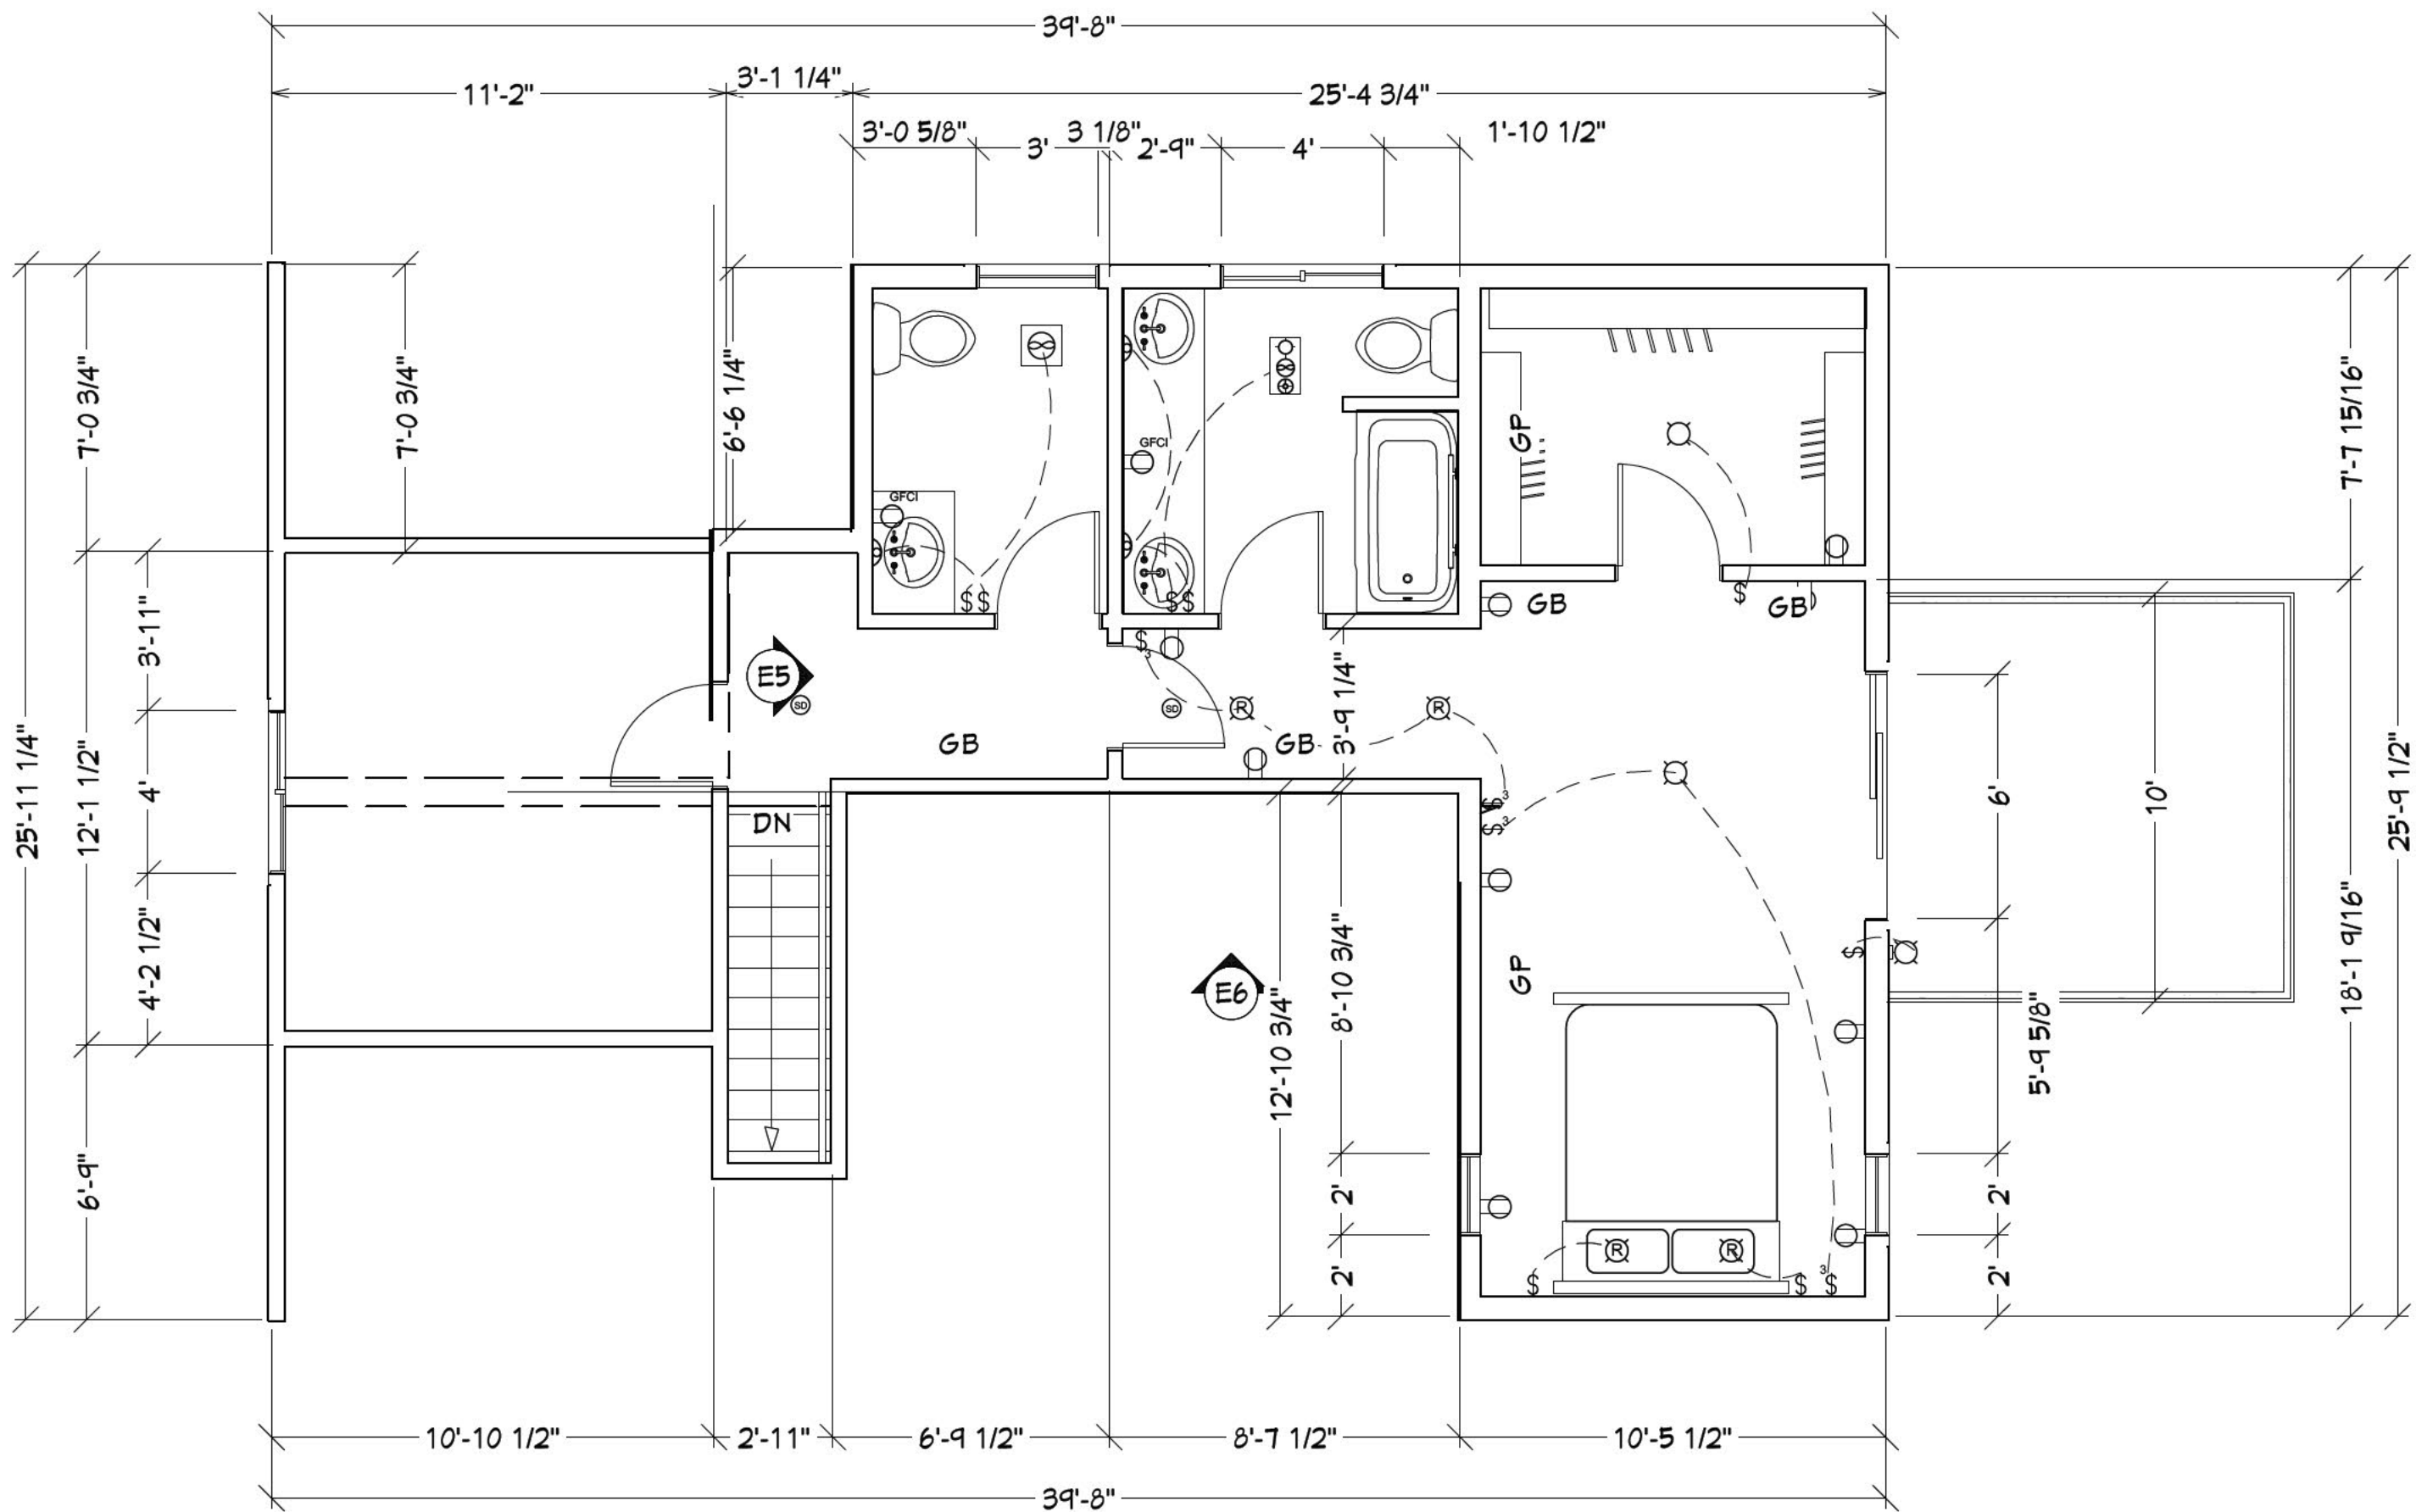 39'-8"
11'-2"
3'-1 1/4"
25'-4 3/4"
3'-0 5/8"
3'
3 1/8"
2'-9"
4'
1'-10 1/2"
25'-11 1/4"
7'-0 3/4"
12'-1 1/2"
6'-9"
3'-11"
4'
4'-2 1/2"
7'-0 3/4"
6'-6 1/4"
GFCI
$$
GFCI
$$
GP
$
GB
GB
$3
E5
SD
SD
R
R
GB
GB
3'-9 1/4"
DN
$3
$3
E6
GP
12'-10 3/4"
8'-10 3/4"
2'
2'
$
R
R
$
$
3$
6'
5'-9 5/8"
2'
2'
10'
7'-7 15/16"
18'-1 9/16"
25'-9 1/2"
10'-10 1/2"
2'-11"
6'-9 1/2"
8'-7 1/2"
10'-5 1/2"
39'-8"